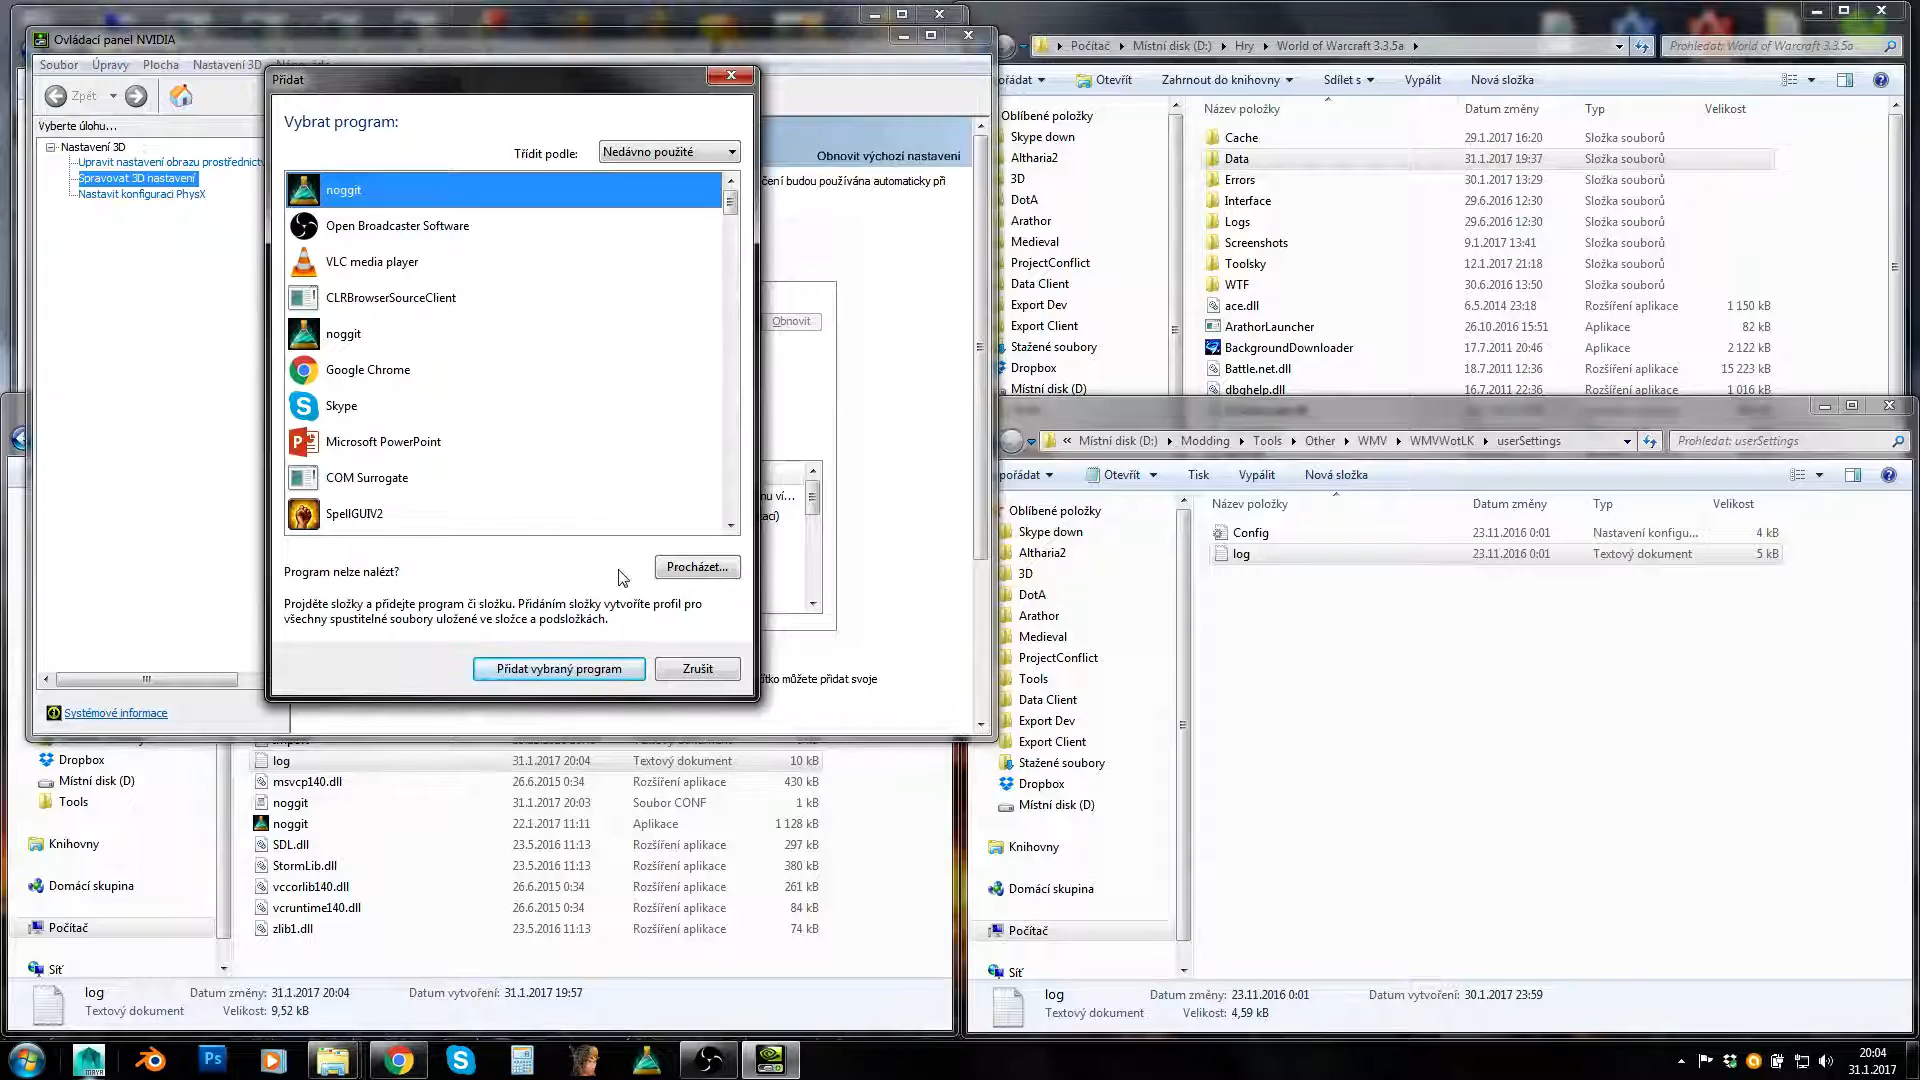 Ovládací panel NVIDIA
Soubor Úpravy Plocha Nastavení 3D
Zpět
Vyberte úlohu...
Nastavení 3D
Upravit nastavení obrazu prostřednictv
Spravovat 3D nastavení
Nastavit konfiguraci PhysX
Systémové informace
Přidat
Vybrat program:
Třídit podle: Nedávno použité
noggit
Open Broadcaster Software
VLC media player
CLRBrowserSourceClient
noggit
Google Chrome
Skype
Microsoft PowerPoint
COM Surrogate
SpellGUIV2
Program nelze nalézt?
Procházet...
Projděte složky a přidejte program či složku. Přidáním složky vytvoříte profil pro
všechny spustitelné soubory uložené ve složce a podsložkách.
Přidat vybraný program
Zrušit
Obnovit výchozí nastavení
čení budou používána automaticky při
Obnovit
nu ví...
ací)
ítko můžete přidat svoje
Počítač Místní disk (D:) Hry World of Warcraft 3.3.5a
Prohledat: World of Warcraft 3.3.5a
ořádat Otevřít Zahrnout do knihovny Sdílet s Vypálit Nová složka
Oblíbené položky
Skype down
Altharia2
3D
DotA
Arathor
Medieval
ProjectConflict
Data Client
Export Dev
Export Client
Stažené soubory
Dropbox
Místní disk (D)
Název položky Datum změny Typ Velikost
Cache 29.1.2017 16:20 Složka souborů
Data 31.1.2017 19:37 Složka souborů
Errors 30.1.2017 13:29 Složka souborů
Interface 29.6.2016 12:30 Složka souborů
Logs 29.6.2016 12:30 Složka souborů
Screenshots 9.1.2017 13:41 Složka souborů
Toolsky 12.1.2017 21:18 Složka souborů
WTF 30.6.2016 13:50 Složka souborů
ace.dll 6.5.2014 23:18 Rozšíření aplikace 1 150 kB
ArathorLauncher 26.10.2016 15:51 Aplikace 82 kB
BackgroundDownloader 17.7.2011 20:46 Aplikace 2 122 kB
Battle.net.dll 18.7.2011 22:36 Rozšíření aplikace 15 223 kB
dbghelp.dll 16.7.2011 22:36 Rozšíření aplikace 1 016 kB
« Místní disk (D:) Modding Tools Other WMV WMVWotLK userSettings
Prohledat: userSettings
pořádat Otevřít Tisk Vypálit Nová složka
Oblíbené položky
Skype down
Altharia2
3D
DotA
Arathor
Medieval
ProjectConflict
Tools
Data Client
Export Dev
Export Client
Stažené soubory
Dropbox
Místní disk (D)
Knihovny
Domácí skupina
Počítač
Síť
Název položky Datum změny Typ Velikost
Config 23.11.2016 0:01 Nastavení konfigu... 4 kB
log 23.11.2016 0:01 Textový dokument 5 kB
log Datum změny: 23.11.2016 0:01 Datum vytvoření: 30.1.2017 23:59
Textový dokument Velikost: 4,59 kB
Dropbox
Místní disk (D)
Tools
Knihovny
Domácí skupina
Počítač
Síť
log 31.1.2017 20:04 Textový dokument 10 kB
msvcp140.dll 26.6.2015 0:34 Rozšíření aplikace 430 kB
noggit 31.1.2017 20:03 Soubor CONF 1 kB
noggit 22.1.2017 11:11 Aplikace 1 128 kB
SDL.dll 23.5.2016 11:13 Rozšíření aplikace 297 kB
StormLib.dll 23.5.2016 11:13 Rozšíření aplikace 380 kB
vccorlib140.dll 26.6.2015 0:34 Rozšíření aplikace 261 kB
vcruntime140.dll 26.6.2015 0:34 Rozšíření aplikace 84 kB
zlib1.dll 23.5.2016 11:13 Rozšíření aplikace 74 kB
log Datum změny: 31.1.2017 20:04 Datum vytvoření: 31.1.2017 19:57
Textový dokument Velikost: 9,52 kB
MAYA
Ps
20:04
31.1.2017